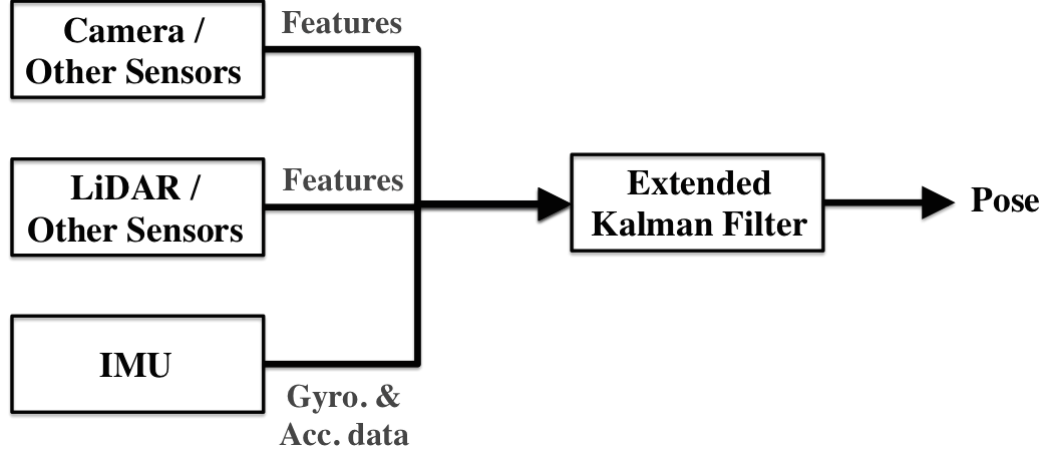 Camera /
Other Sensors
Features
LiDAR /
Other Sensors
Features
IMU
Gyro. &
Acc. data
Extended
Kalman Filter
Pose